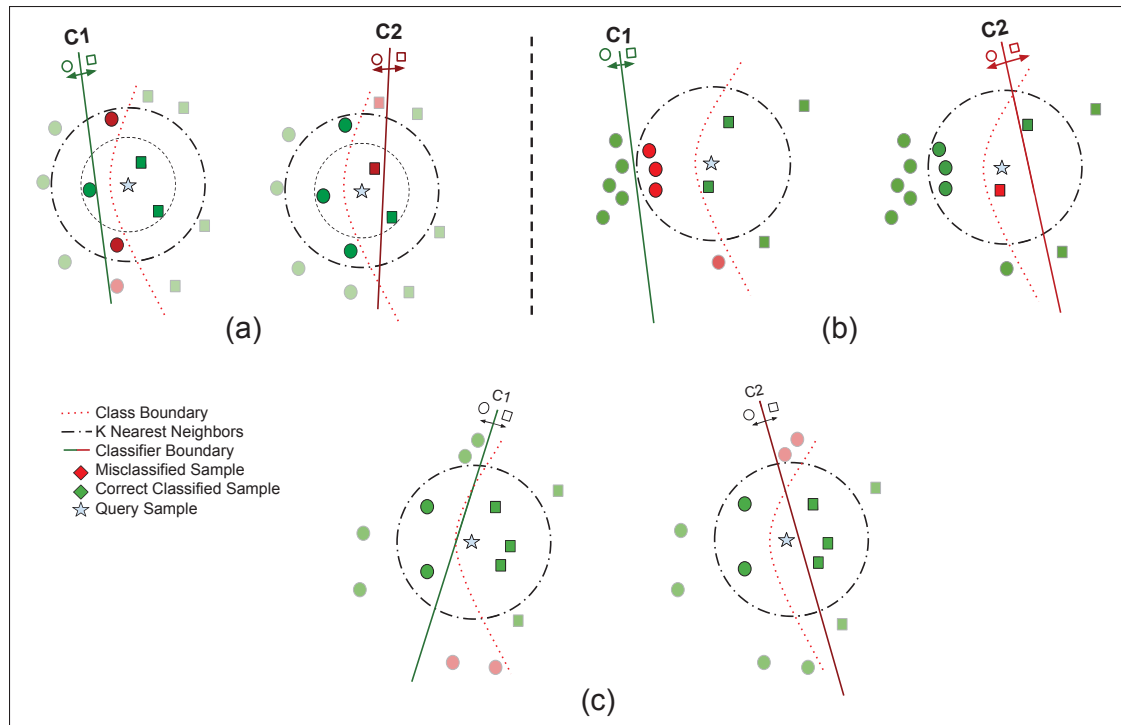 C1
C2
C1
C2
(a)
(b)
Class Boundary
K Nearest Neighbors
Classifier Boundary
Misclassified Sample
Correct Classified Sample
Query Sample
C1
C2
(c)